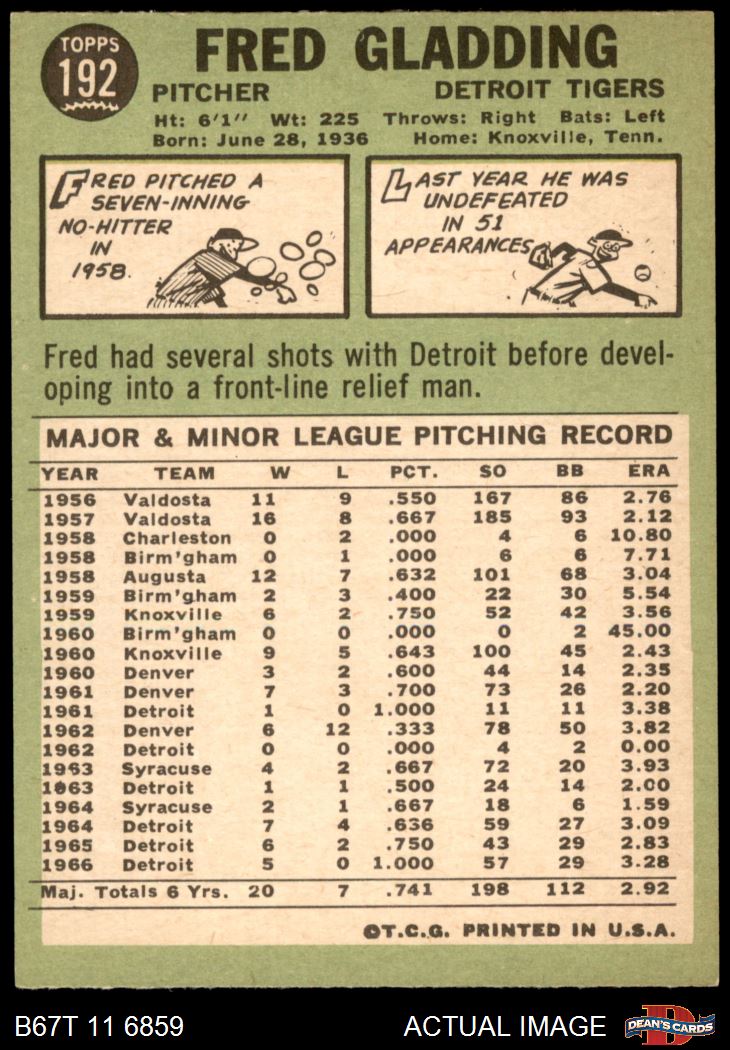 TOPPS
192
FRED GLADDING
PITCHER DETROIT TIGERS
Ht: 6'1" Wt: 225 Throws: Right Bats: Left
Born: June 28, 1936 Home: Knoxville, Tenn.
FRED PITCHED A
SEVEN-INNING
NO-HITTER
IN
1958.
LAST YEAR HE WAS
UNDEFEATED
IN 51
APPEARANCES
Fred had several shots with Detroit before devel-
oping into a front-line relief man.
MAJOR & MINOR LEAGUE PITCHING RECORD
YEAR TEAM W L PCT. SO BB ERA
1956 Valdosta 11 9 .550 167 86 2.76
1957 Valdosta 16 8 .667 185 93 2.12
1958 Charleston 0 2 .000 4 6 10.80
1958 Birm'gham 0 1 .000 6 6 7.71
1958 Augusta 12 7 .632 101 68 3.04
1959 Birm'gham 2 3 .400 22 30 5.54
1959 Knoxville 6 2 .750 52 42 3.56
1960 Birm'gham 0 0 .000 0 2 45.00
1960 Knoxville 9 5 .643 100 45 2.43
1960 Denver 3 2 .600 44 14 2.35
1961 Denver 7 3 .700 73 26 2.20
1961 Detroit 1 0 1.000 11 11 3.38
1962 Denver 6 12 .333 78 50 3.82
1962 Detroit 0 0 .000 4 2 0.00
1963 Syracuse 4 2 .667 72 20 3.93
1963 Detroit 1 1 .500 24 14 2.00
1964 Syracuse 2 1 .667 18 6 1.59
1964 Detroit 7 4 .636 59 27 3.09
1965 Detroit 6 2 .750 43 29 2.83
1966 Detroit 5 0 1.000 57 29 3.28
Maj. Totals 6 Yrs. 20 7 .741 198 112 2.92
©T.C.G. PRINTED IN U.S.A.
B67T 11 6859 ACTUAL IMAGE DEAN'S CARDS